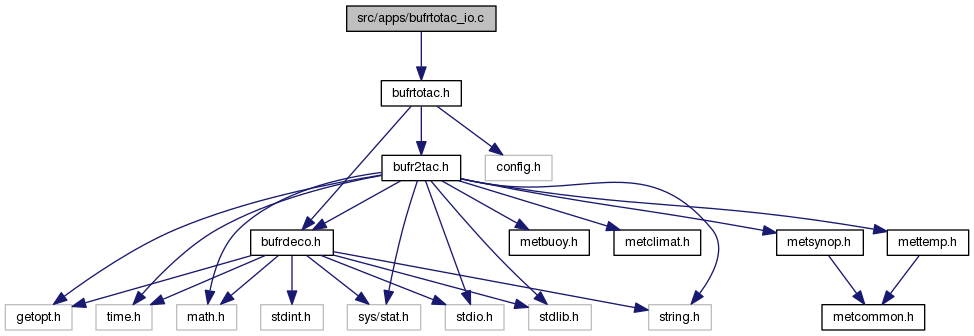 src/apps/bufrtotac_io.c
bufrtotac.h
bufr2tac.h
config.h
bufrdeco.h
metbuoy.h
metclimat.h
metsynop.h
mettemp.h
getopt.h
time.h
math.h
stdint.h
sys/stat.h
stdio.h
stdlib.h
string.h
metcommon.h